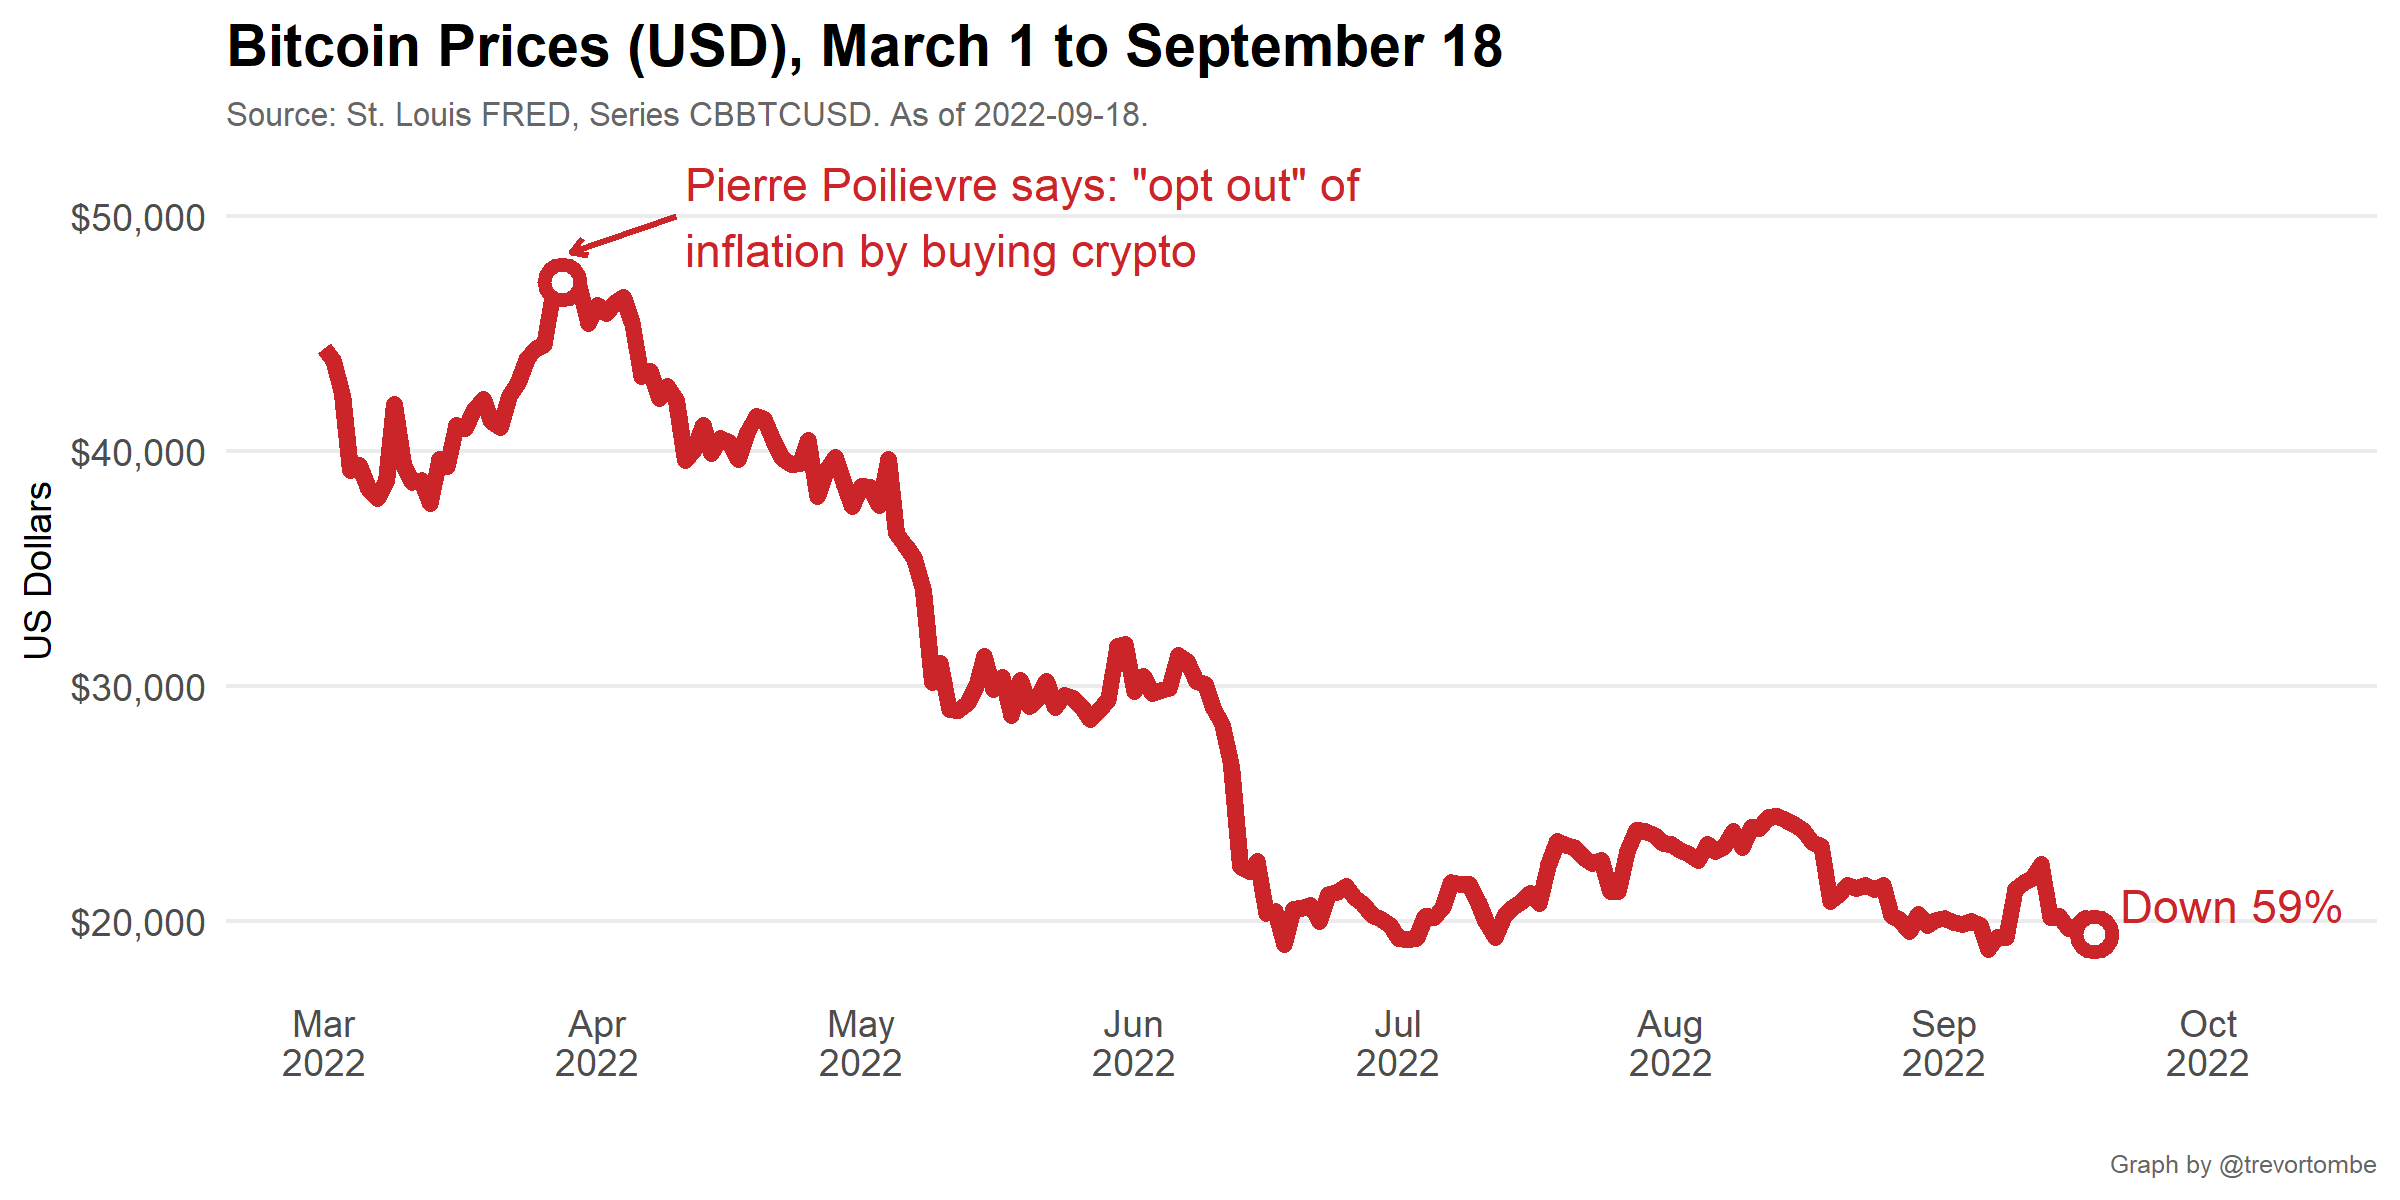 Bitcoin Prices (USD), March 1 to September 18
Source: St. Louis FRED, Series CBBTCUSD. As of 2022-09-18.
Pierre Poilievre says: "opt out" of
inflation by buying crypto
$50,000
$40,000
$30,000
$20,000
US Dollars
Down 59%
Mar
2022
Apr
2022
May
2022
Jun
2022
Jul
2022
Aug
2022
Sep
2022
Oct
2022
Graph by @trevortombe